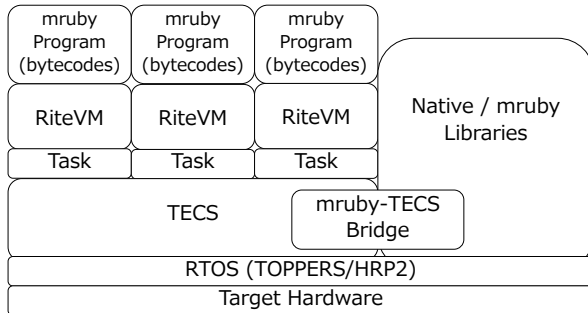 mruby
Program
(bytecodes)
mruby
Program
(bytecodes)
mruby
Program
(bytecodes)
RiteVM
RiteVM
RiteVM
Native / mruby
Libraries
Task
Task
Task
TECS
mruby-TECS
Bridge
RTOS (TOPPERS/HRP2)
Target Hardware